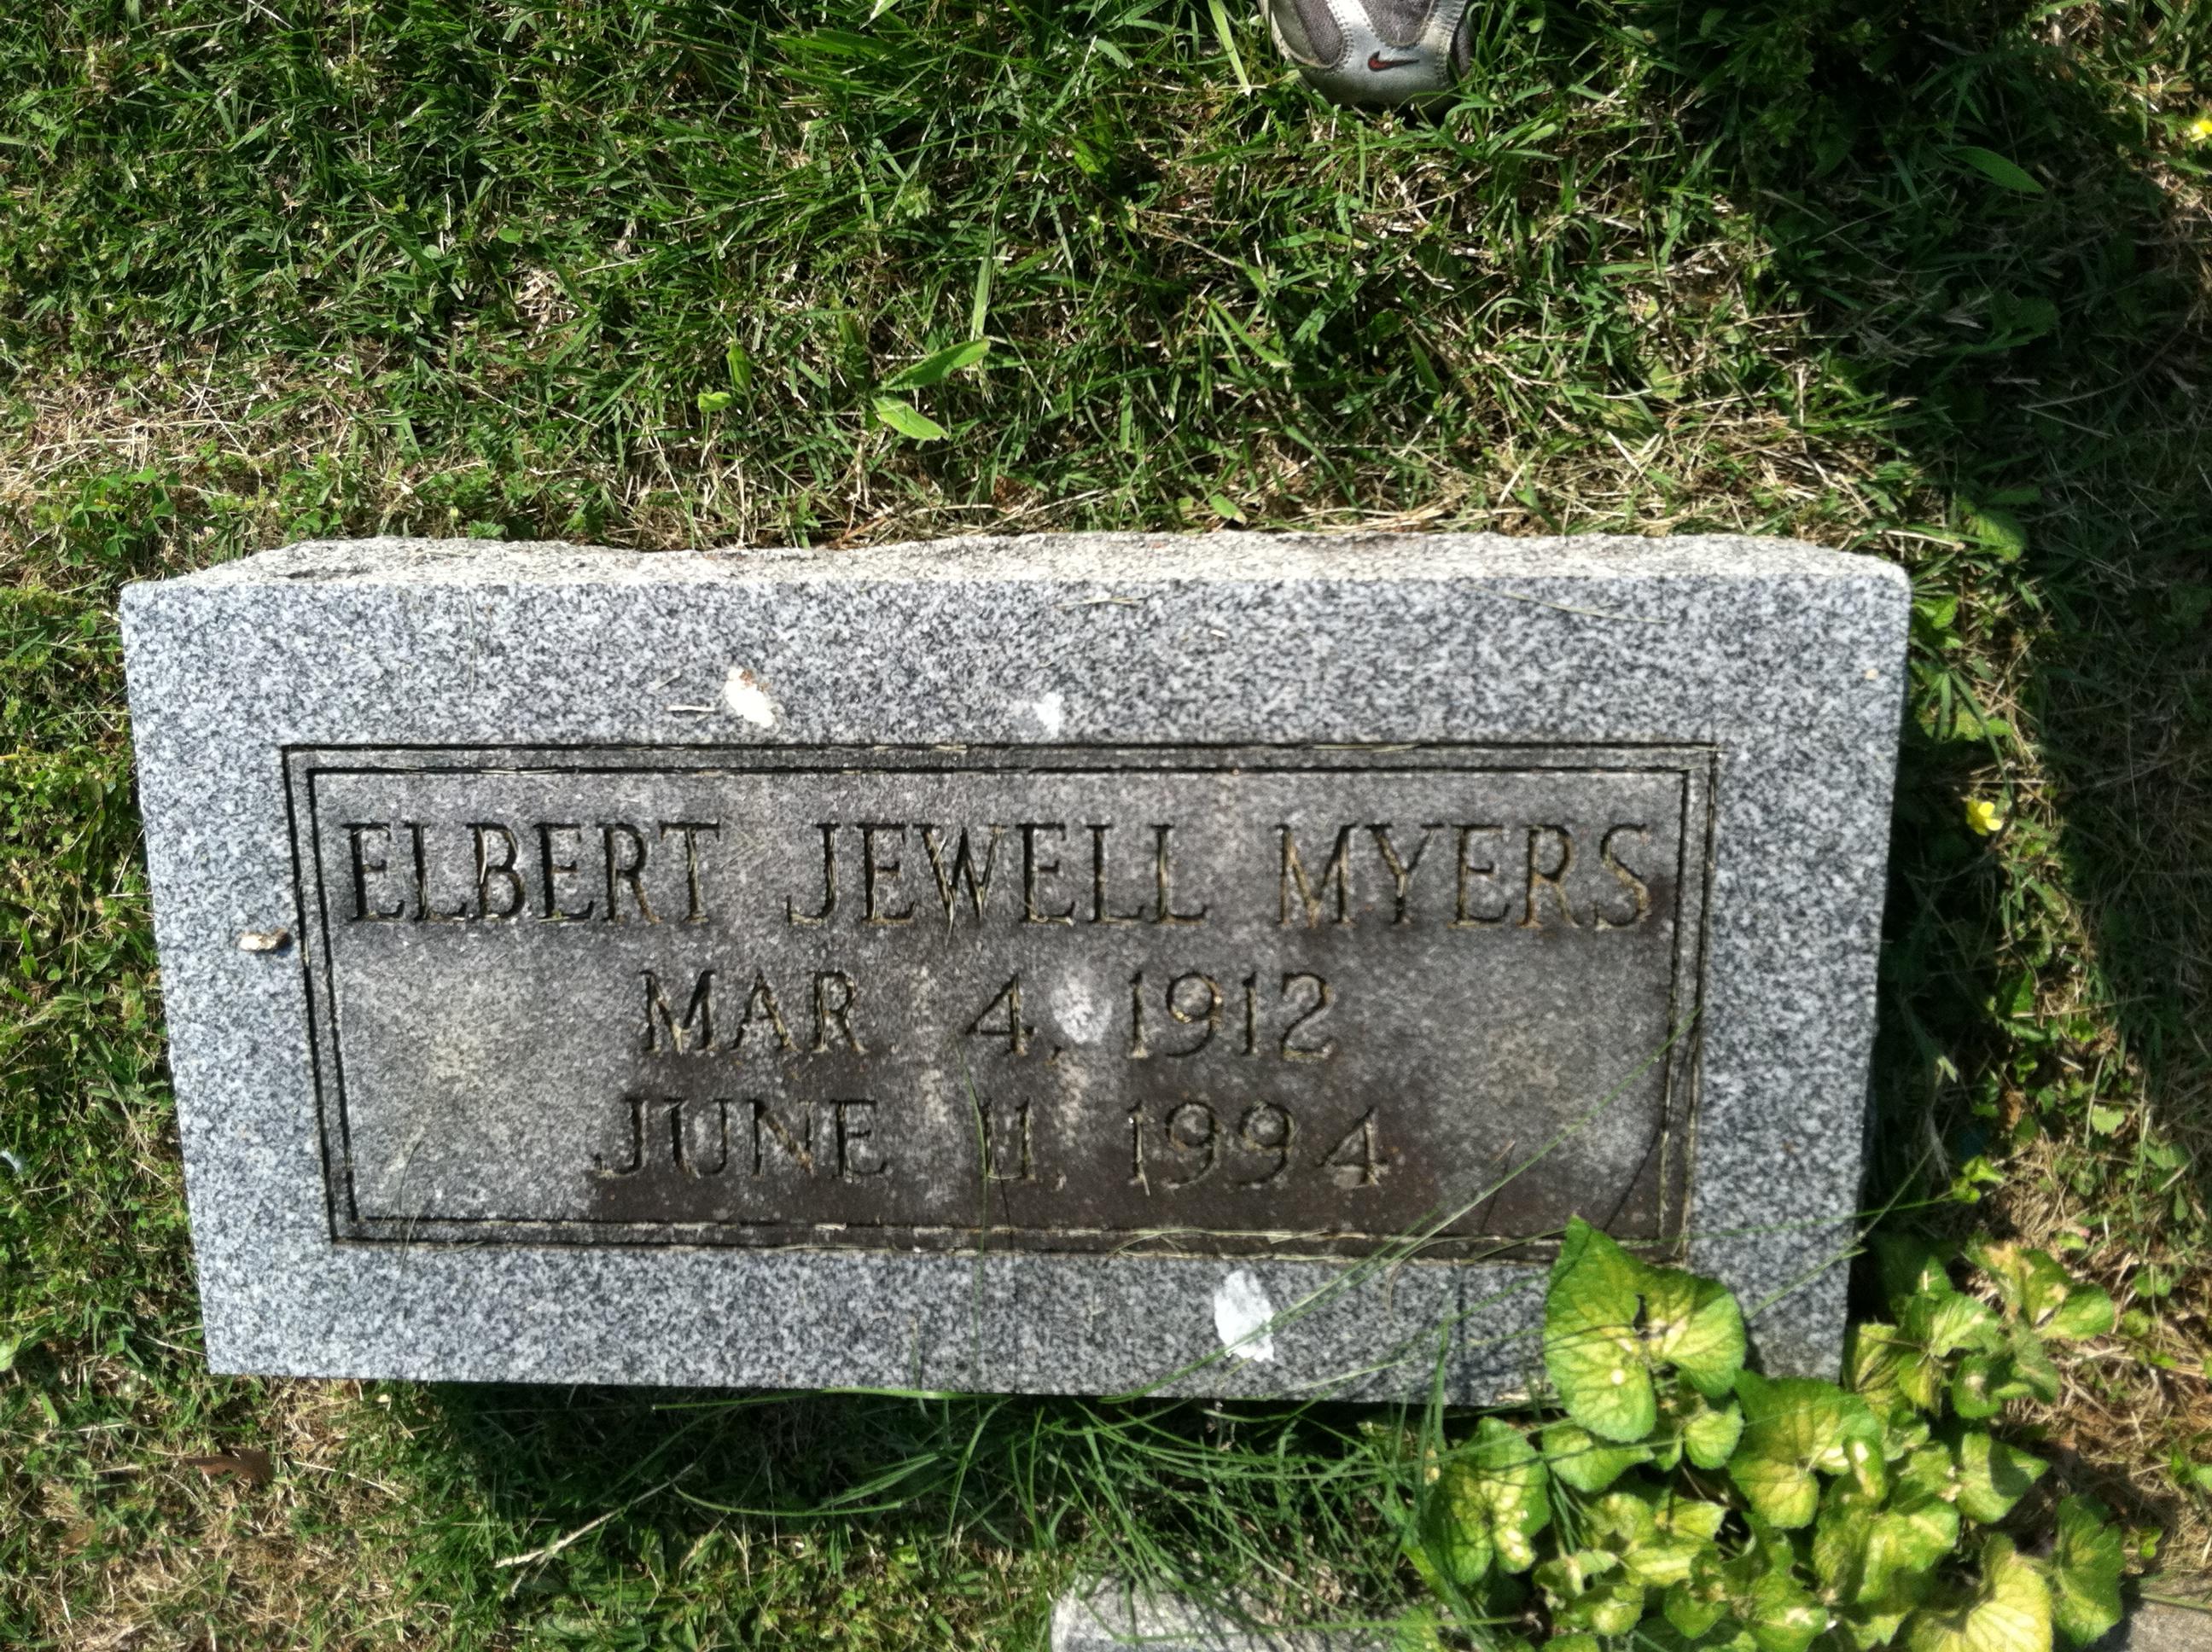 ELBERT JEWELL MYERS
MAR 4, 1912
JUNE 11, 1994